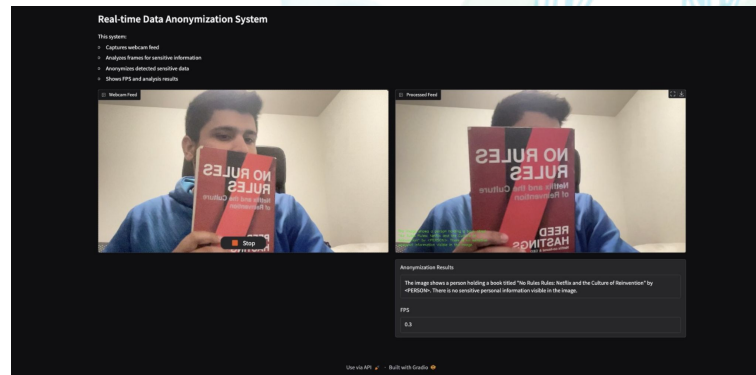 Real-time Data Anonymization System
This system:
Captures webcam feed
Analyzes frames for sensitive information
Anonymizes detected sensitive data
Shows FPS and analysis results
Webcam Feed
NO RULES
RULES
Netflix and the Culture
of Reinvention
Stop
Processed Feed
NO RULES
RULES
Netflix and the Culture
of Reinvention
REED
HASTINGS
Anonymization Results
The image shows a person holding a book titled "No Rules Rules: Netflix and the Culture of Reinvention" by
<PERSON>. There is no sensitive personal information visible in the image.
FPS
0.3
Use via API · Built with Gradio